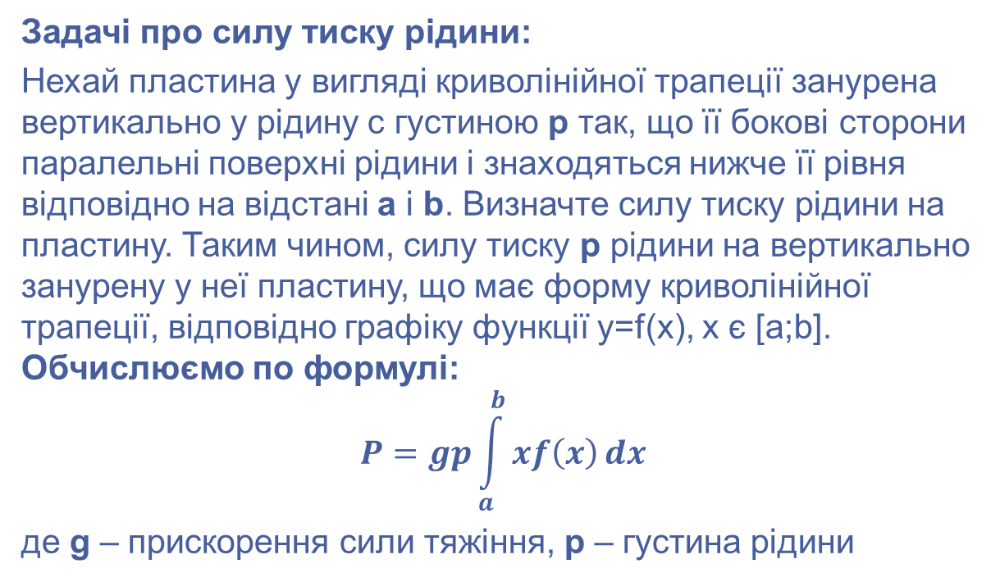 Задачі про силу тиску рідини:
Нехай пластина у вигляді криволінійної трапеції занурена
вертикально у рідину с густиною p так, що її бокові сторони
паралельні поверхні рідини і знаходяться нижче її рівня
відповідно на відстані a і b. Визначте силу тиску рідини на
пластину. Таким чином, силу тиску p рідини на вертикально
занурену у неї пластину, що має форму криволінійної
трапеції, відповідно графіку функції y=f(x), x є [a;b].
Обчислюємо по формулі:
P = gp ∫ₐᵇ xf(x) dx
де g – прискорення сили тяжіння, p – густина рідини